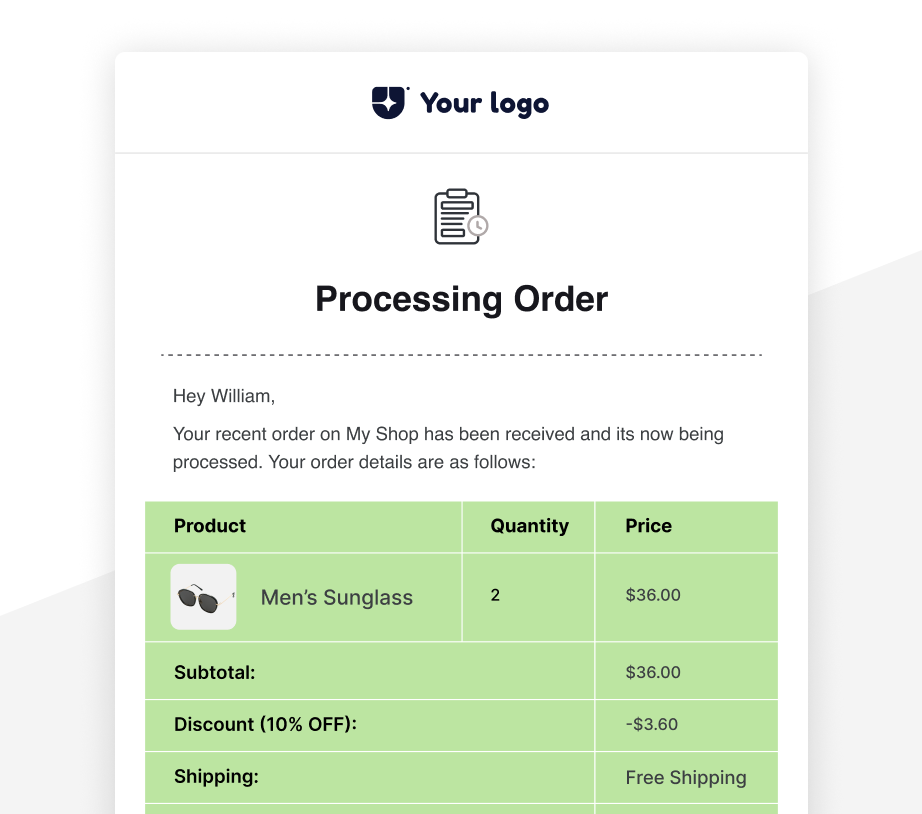 Your logo
Processing Order
Hey William,
Your recent order on My Shop has been received and its now being
processed. Your order details are as follows:
Product Quantity Price
Men’s Sunglass 2 $36.00
Subtotal: $36.00
Discount (10% OFF): -$3.60
Shipping: Free Shipping